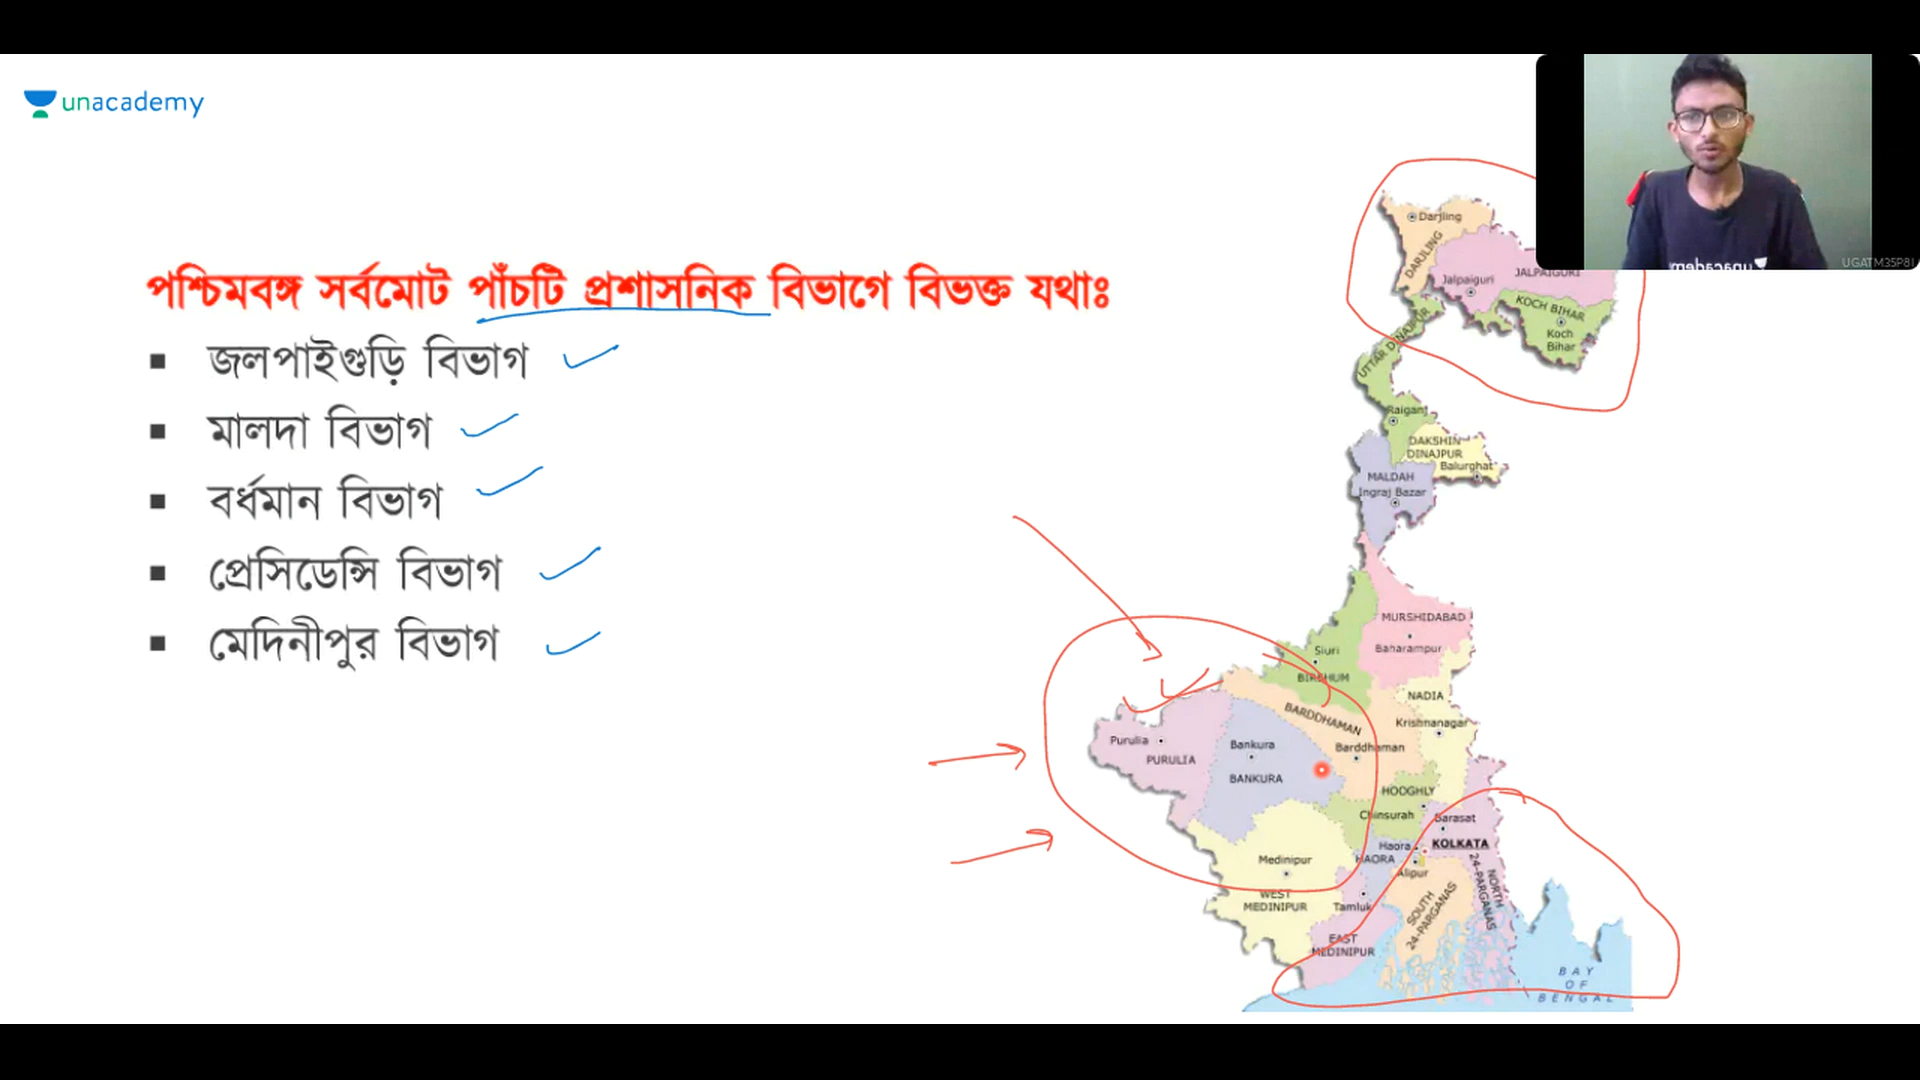 unacademy
পশ্চিমবঙ্গ সর্বমোট পাঁচটি প্রশাসনিক বিভাগে বিভক্ত যথাঃ
▪ জলপাইগুড়ি বিভাগ
▪ মালদা বিভাগ
▪ বর্ধমান বিভাগ
▪ প্রেসিডেন্সি বিভাগ
▪ মেদিনীপুর বিভাগ
UGATM35P8I
Darjling
DARJLING
JALPAIGURI
Jalpaiguri
KOCH BIHAR
Koch
Bihar
UTTAR DINAJPUR
Raiganj
DAKSHIN
DINAJPUR
Balurghat
MALDAH
Ingraj Bazar
MURSHIDABAD
Baharampur
Siuri
BIRBHUM
NADIA
Krishnanagar
BARDDHAMAN
Barddhaman
Purulia
PURULIA
Bankura
BANKURA
HOOGHLY
Chinsurah
Barasat
KOLKATA
Haora
HAORA
Alipur
Medinipur
WEST
MEDINIPUR
Tamluk
EAST
MEDINIPUR
SOUTH
24-PARGANAS
NORTH
24-PARGANAS
BAY
OF
BENGAL